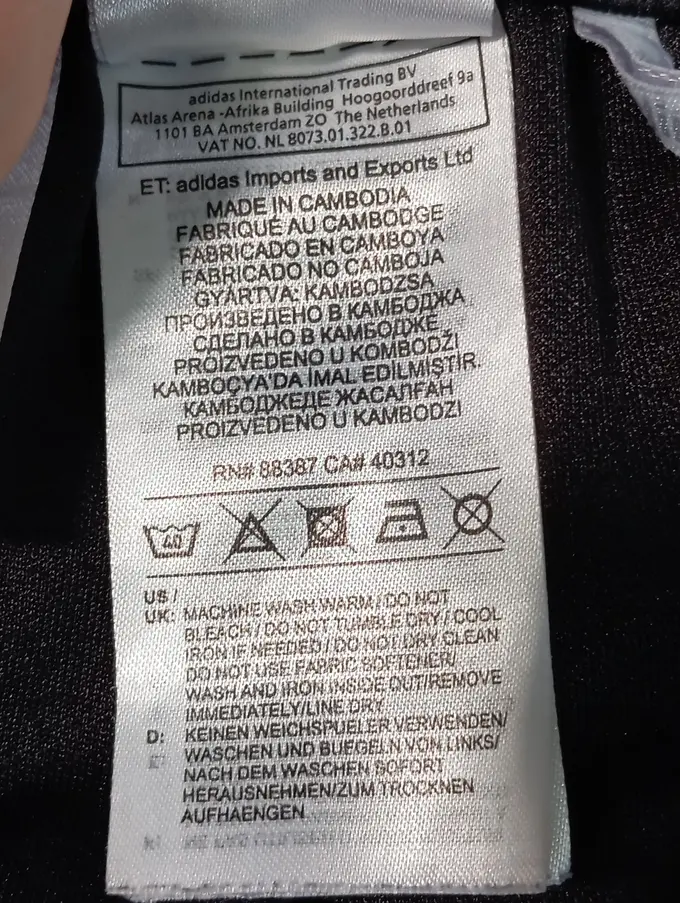 adidas International Trading BV
Atlas Arena -Afrika Building Hoogoorddreef 9a
1101 BA Amsterdam ZO The Netherlands
VAT NO. NL 8073.01.322.B.01
ET: adidas Imports and Exports Ltd
MADE IN CAMBODIA
FABRIQUÉ AU CAMBODGE
FABRICADO EN CAMBOYA
FABRICADO NO CAMBOJA
GYÁRTVA: KAMBODZSA
ПРОИЗВЕДЕНО В КАМБОДЖА
СДЕЛАНО В КАМБОДЖЕ
PROIZVEDENO U KOMBODŽI
KAMBOÇYA'DA İMAL EDİLMİŞTİR.
КАМБОДЖЕДЕ ЖАСАЛҒАН
PROIZVEDENO U KAMBODZI
RN# 88387 CA# 40312
40
US /
UK: MACHINE WASH WARM / DO NOT
BLEACH / DO NOT TUMBLE DRY / COOL
IRON IF NEEDED / DO NOT DRY CLEAN
DO NOT USE FABRIC SOFTENER/
WASH AND IRON INSIDE OUT/REMOVE
IMMEDIATELY/LINE DRY
D: KEINEN WEICHSPUELER VERWENDEN/
WASCHEN UND BUEGELN VON LINKS/
NACH DEM WASCHEN SOFORT
HERAUSNEHMEN/ZUM TROCKNEN
AUFHAENGEN